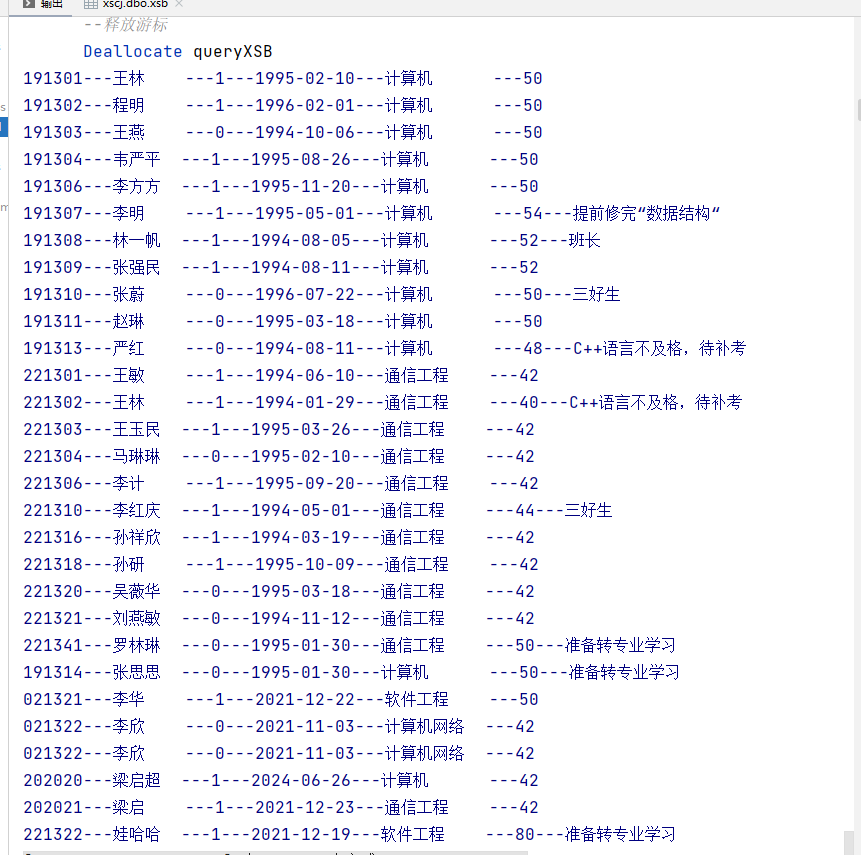 输出 xscj.dbo.xsb
--释放游标
Deallocate queryXSB
191301---王林 ---1---1995-02-10---计算机 ---50
191302---程明 ---1---1996-02-01---计算机 ---50
191303---王燕 ---0---1994-10-06---计算机 ---50
191304---韦严平 ---1---1995-08-26---计算机 ---50
191306---李方方 ---1---1995-11-20---计算机 ---50
191307---李明 ---1---1995-05-01---计算机 ---54---提前修完“数据结构“
191308---林一帆 ---1---1994-08-05---计算机 ---52---班长
191309---张强民 ---1---1994-08-11---计算机 ---52
191310---张蔚 ---0---1996-07-22---计算机 ---50---三好生
191311---赵琳 ---0---1995-03-18---计算机 ---50
191313---严红 ---0---1994-08-11---计算机 ---48---C++语言不及格，待补考
221301---王敏 ---1---1994-06-10---通信工程 ---42
221302---王林 ---1---1994-01-29---通信工程 ---40---C++语言不及格，待补考
221303---王玉民 ---1---1995-03-26---通信工程 ---42
221304---马琳琳 ---0---1995-02-10---通信工程 ---42
221306---李计 ---1---1995-09-20---通信工程 ---42
221310---李红庆 ---1---1994-05-01---通信工程 ---44---三好生
221316---孙祥欣 ---1---1994-03-19---通信工程 ---42
221318---孙研 ---1---1995-10-09---通信工程 ---42
221320---吴薇华 ---0---1995-03-18---通信工程 ---42
221321---刘燕敏 ---0---1994-11-12---通信工程 ---42
221341---罗林琳 ---0---1995-01-30---通信工程 ---50---准备转专业学习
191314---张思思 ---0---1995-01-30---计算机 ---50---准备转专业学习
021321---李华 ---1---2021-12-22---软件工程 ---50
021322---李欣 ---0---2021-11-03---计算机网络 ---42
021322---李欣 ---0---2021-11-03---计算机网络 ---42
202020---梁启超 ---1---2024-06-26---计算机 ---42
202021---梁启 ---1---2021-12-23---通信工程 ---42
221322---娃哈哈 ---1---2021-12-19---软件工程 ---80---准备转专业学习